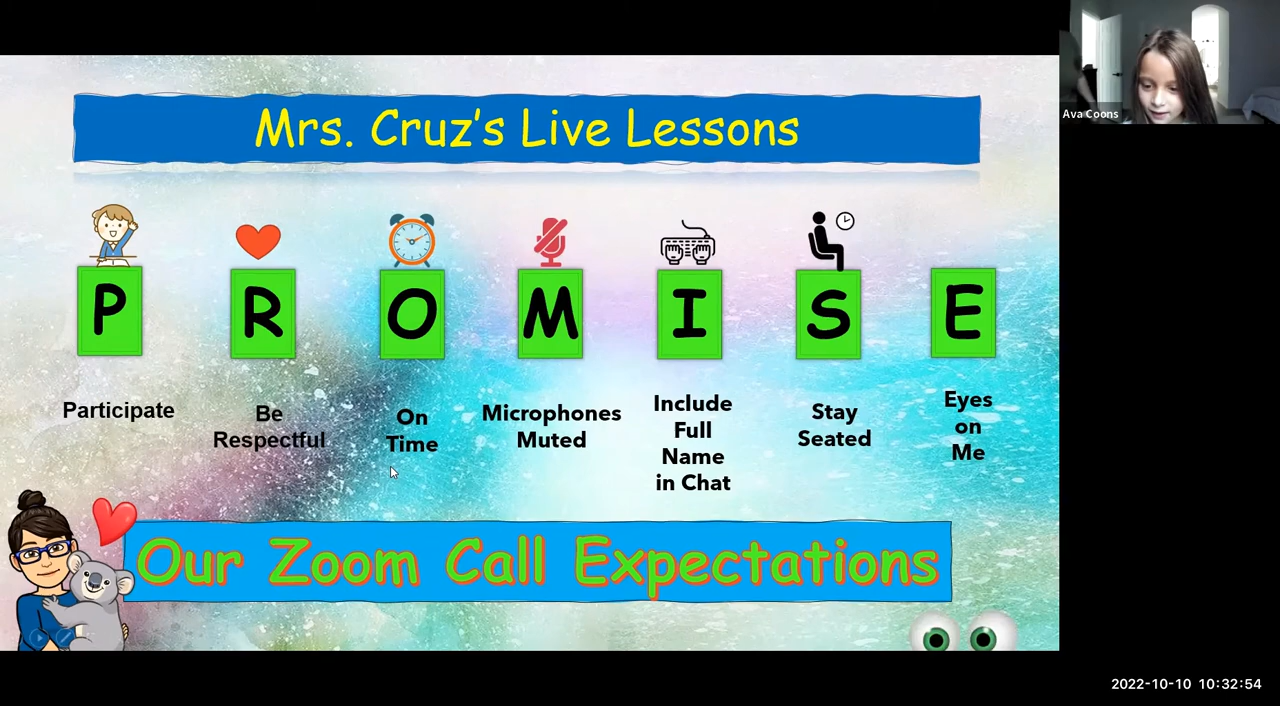 Mrs. Cruz's Live Lessons
P R O M I S E
Participate
Be
Respectful
On
Time
Microphones
Muted
Include
Full
Name
in Chat
Stay
Seated
Eyes
on
Me
Our Zoom Call Expectations
Ava Coons
2022-10-10 10:32:54